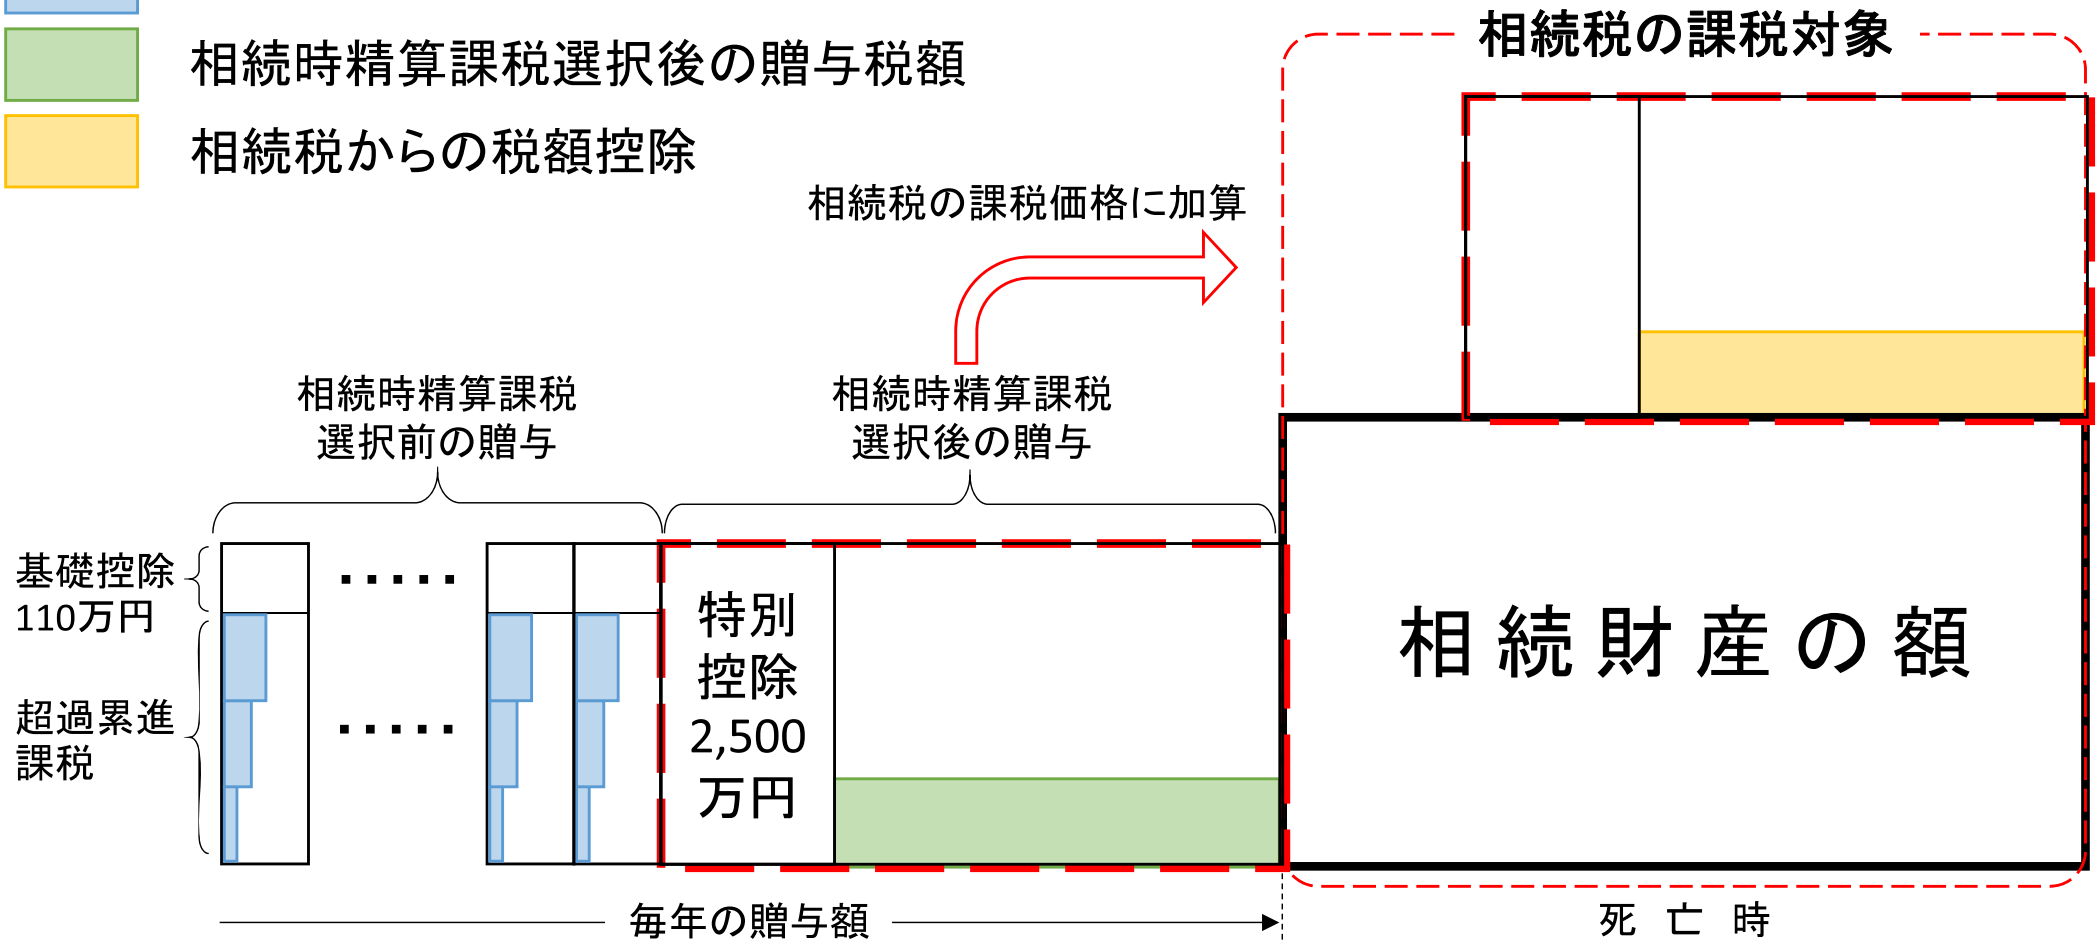 相続税の課税対象
相続時精算課税選択後の贈与税額
相続税からの税額控除
相続税の課税価格に加算
相続時精算課税
選択前の贈与
相続時精算課税
選択後の贈与
基礎控除
110万円
超過累進
課税
特別
控除
2,500
万円
相続財産の額
毎年の贈与額
死亡時